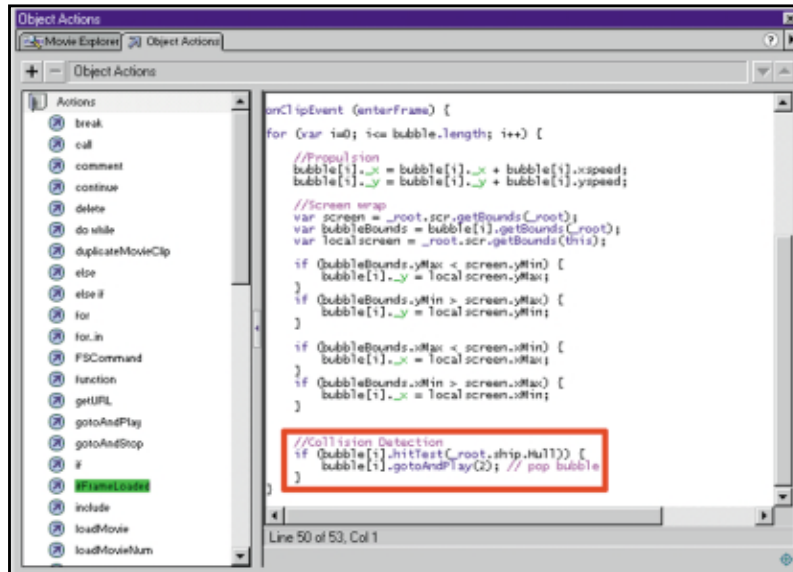 Object Actions
Movie Explorer Object Actions ?
+ − Object Actions
Actions
break
call
comment
continue
delete
do while
duplicateMovieClip
else
else if
for
for..in
FSCommand
function
getURL
gotoAndPlay
gotoAndStop
if
ifFrameLoaded
include
loadMovie
loadMovieNum
onClipEvent (enterFrame) {
for (var i=0; i<= bubble.length; i++) {
//Propulsion
bubble[i]._x = bubble[i]._x + bubble[i].xspeed;
bubble[i]._y = bubble[i]._y + bubble[i].yspeed;
//Screen wrap
var screen = _root.scr.getBounds(_root);
var bubbleBounds = bubble[i].getBounds(_root);
var localscreen = _root.scr.getBounds(this);
if (bubbleBounds.yMax < screen.yMin) {
bubble[i]._y = localscreen.yMax;
}
if (bubbleBounds.yMin > screen.yMax) {
bubble[i]._y = localscreen.yMin;
}
if (bubbleBounds.xMax < screen.xMin) {
bubble[i]._x = localscreen.xMax;
}
if (bubbleBounds.xMin > screen.xMax) {
bubble[i]._x = localscreen.xMin;
}
//Collision Detection
if (bubble[i].hitTest(_root.ship.Hull)) {
bubble[i].gotoAndPlay(2); // pop bubble
}
}
Line 50 of 53, Col 1